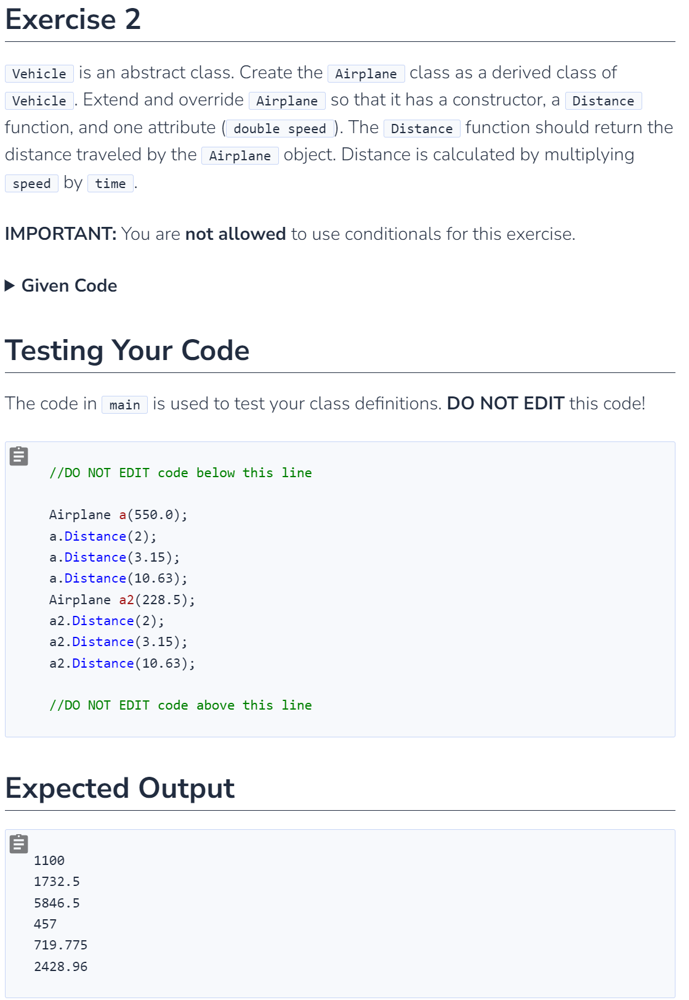 Exercise 2
Vehicle is an abstract class. Create the Airplane class as a derived class of
Vehicle. Extend and override Airplane so that it has a constructor, a Distance
function, and one attribute (double speed). The Distance function should return the
distance traveled by the Airplane object. Distance is calculated by multiplying
speed by time.
IMPORTANT: You are not allowed to use conditionals for this exercise.
Given Code
Testing Your Code
The code in main is used to test your class definitions. DO NOT EDIT this code!
//DO NOT EDIT code below this line
Airplane a(550.0);
a.Distance(2);
a.Distance(3.15);
a.Distance(10.63);
Airplane a2(228.5);
a2.Distance(2);
a2.Distance(3.15);
a2.Distance(10.63);
//DO NOT EDIT code above this line
Expected Output
1100
1732.5
5846.5
457
719.775
2428.96